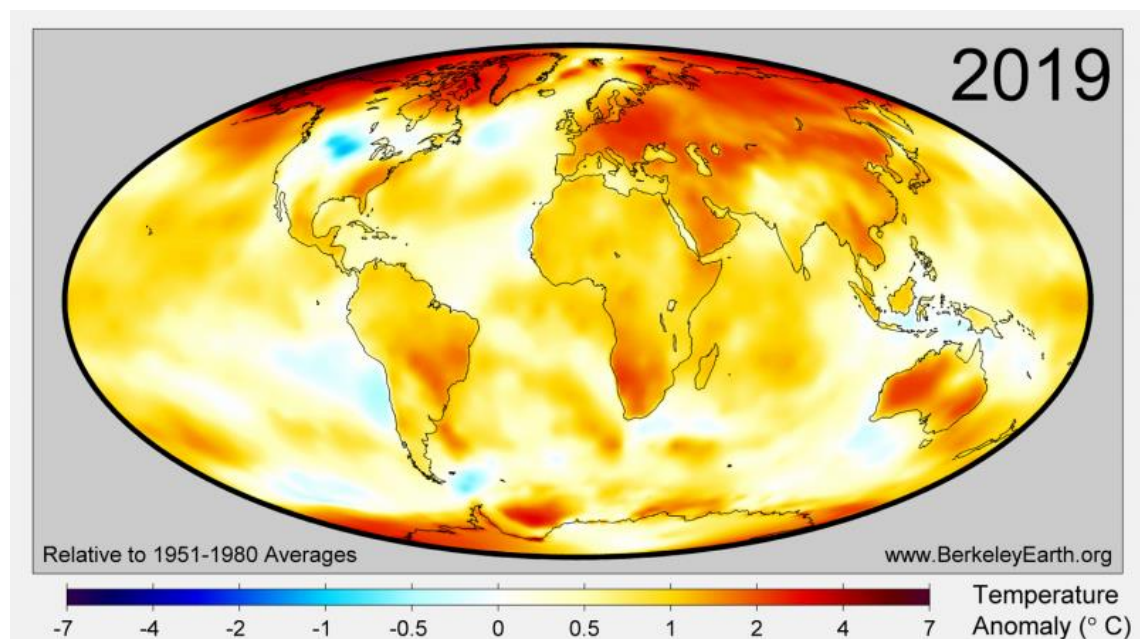 2019
Relative to 1951-1980 Averages
www.BerkeleyEarth.org
-7 -4 -2 -1 -0.5 0 0.5 1 2 4 7
Temperature
Anomaly (° C)